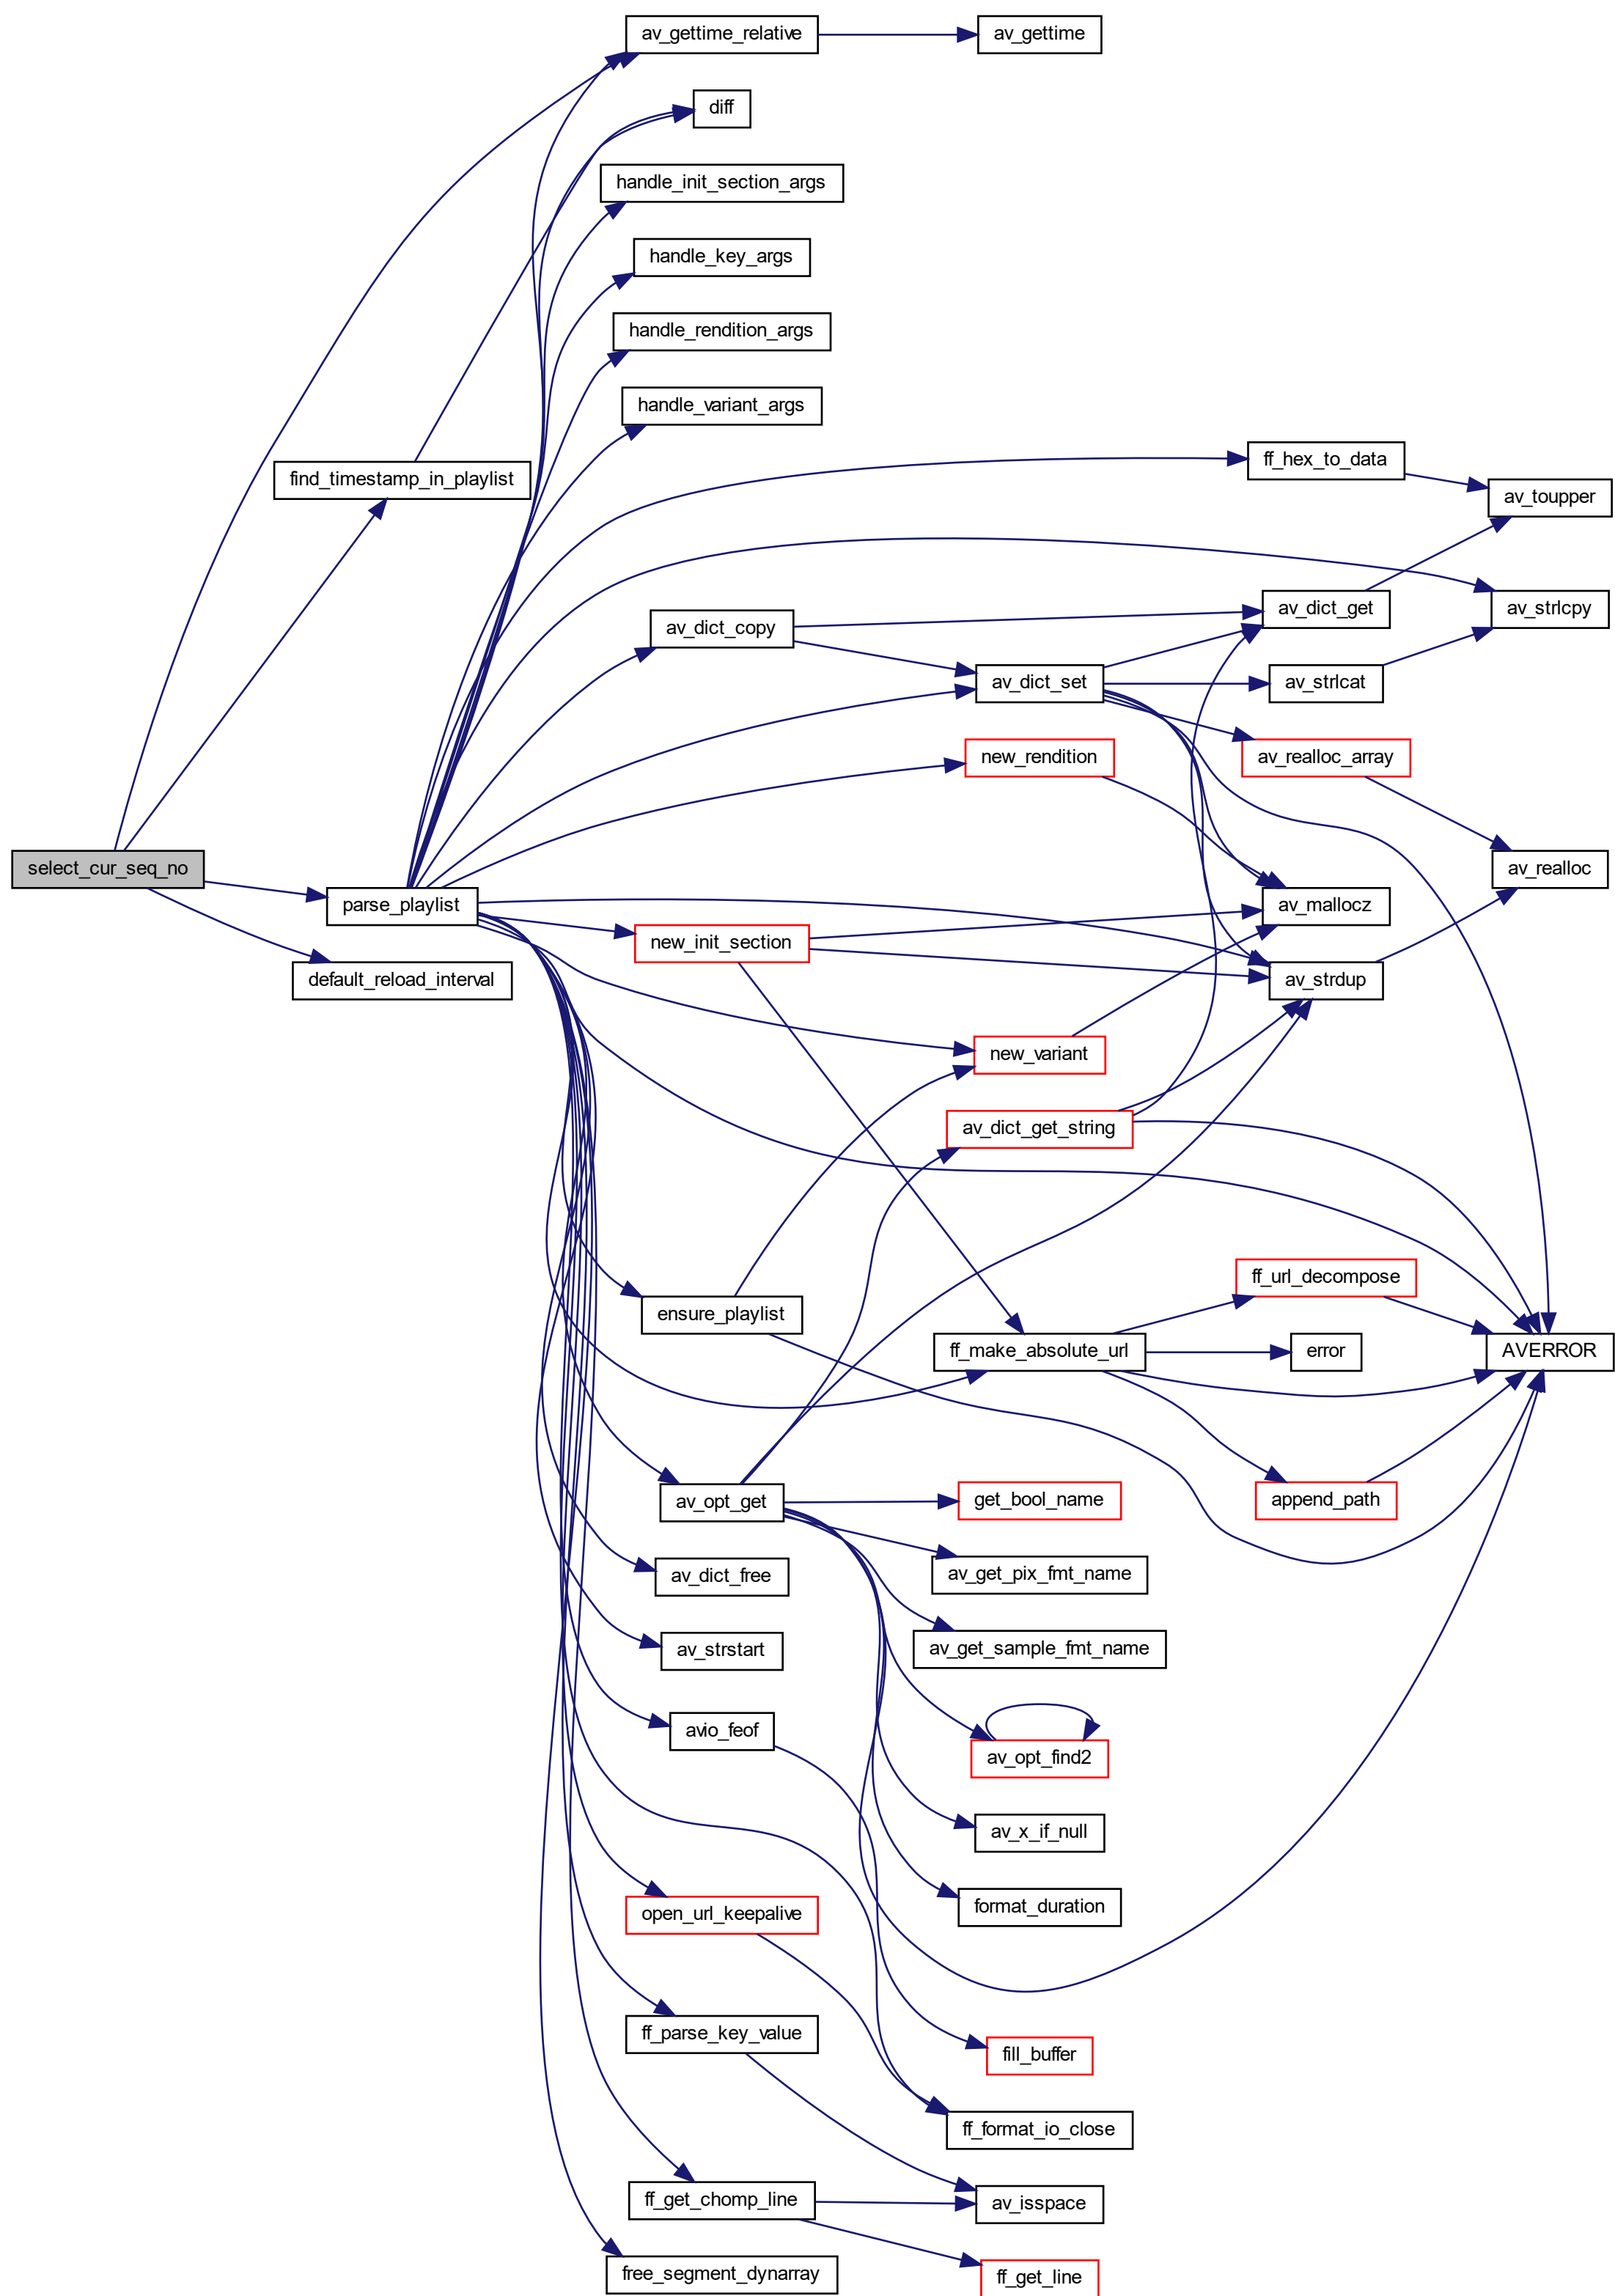 av_gettime_relative
av_gettime
diff
handle_init_section_args
handle_key_args
handle_rendition_args
handle_variant_args
ff_hex_to_data
find_timestamp_in_playlist
av_toupper
av_dict_get
av_strlcpy
av_dict_copy
av_dict_set
av_strlcat
new_rendition
av_realloc_array
select_cur_seq_no
av_realloc
parse_playlist
av_mallocz
new_init_section
default_reload_interval
av_strdup
new_variant
av_dict_get_string
ff_url_decompose
ensure_playlist
ff_make_absolute_url
error
AVERROR
av_opt_get
get_bool_name
append_path
av_get_pix_fmt_name
av_dict_free
av_strstart
av_get_sample_fmt_name
avio_feof
av_opt_find2
av_x_if_null
format_duration
open_url_keepalive
ff_parse_key_value
fill_buffer
ff_format_io_close
ff_get_chomp_line
av_isspace
free_segment_dynarray
ff_get_line